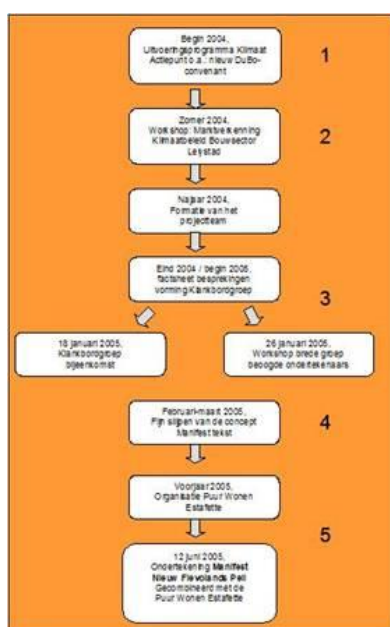 Begin 2004,
Uitvoeringsprogramma Klimaat
Actiepunt o.a.: nieuw DuBo-
convenant
1
Zomer 2004,
Workshop: Marktverkenning
Klimaatbeleid Bouwsector
Lelystad
2
Najaar 2004,
Formatie van het
projectteam
Eind 2004 / begin 2005,
factsheet besprekingen
vorming Klankbordgroep
3
18 januari 2005,
Klankbordgroep
bijeenkomst
26 januari 2005,
Workshop brede groep
beoogde ondertekenaars
Februari-maart 2005,
Fijn slijpen van de concept
Manifest tekst
4
Voorjaar 2005,
Organisatie Puur Wonen
Estafette
5
12 juni 2005,
Ondertekening Manifest
Nieuw Flevolands Peil
Gecombineerd met de
Puur Wonen Estafette